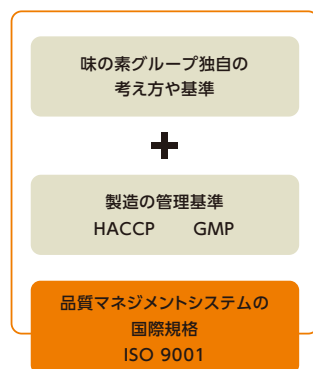 味の素グループ独自の
考え方や基準
+
製造の管理基準
HACCP GMP
品質マネジメントシステムの
国際規格
ISO 9001